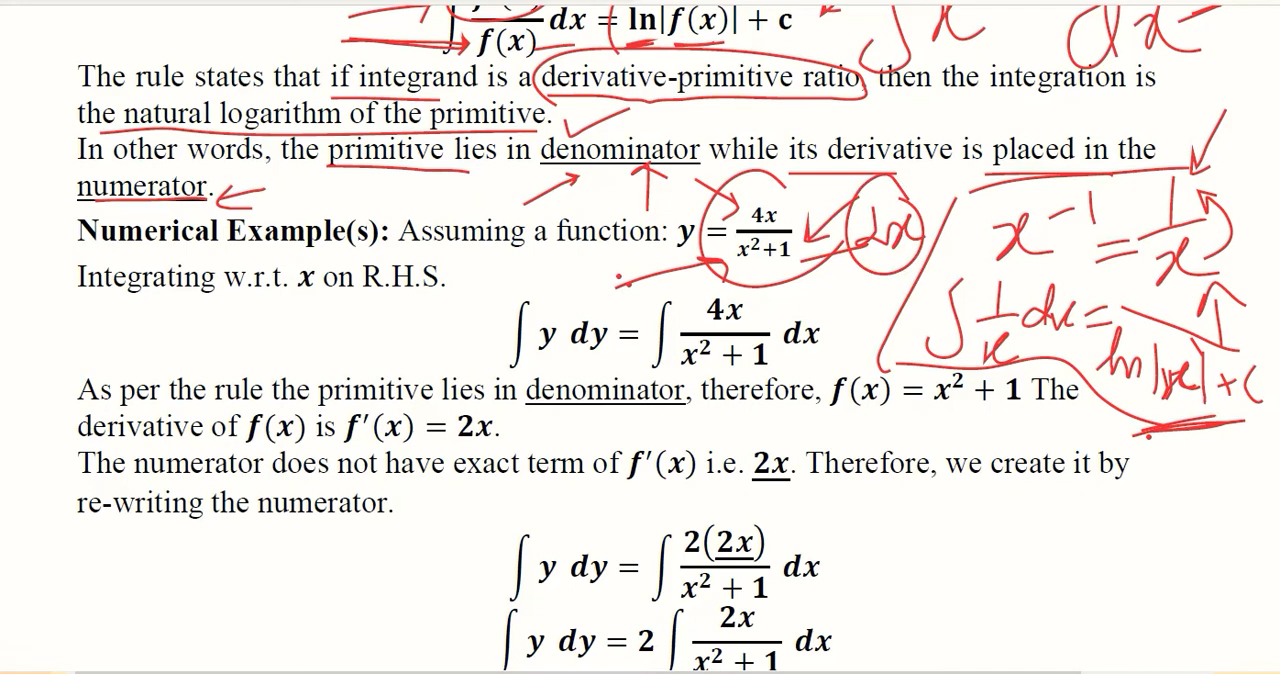 f(x) dx = ln|f(x)| + c
The rule states that if integrand is a derivative-primitive ratio, then the integration is
the natural logarithm of the primitive.
In other words, the primitive lies in denominator while its derivative is placed in the
numerator.
Numerical Example(s): Assuming a function: y = 4x / x² + 1
2x
x⁻¹ = 1/x
Integrating w.r.t. x on R.H.S.
∫ 1/x dx = ln|x| + c
∫ y dy = ∫ 4x / x² + 1 dx
As per the rule the primitive lies in denominator, therefore, f(x) = x² + 1 The
derivative of f(x) is f′(x) = 2x.
The numerator does not have exact term of f′(x) i.e. 2x. Therefore, we create it by
re-writing the numerator.
∫ y dy = ∫ 2(2x) / x² + 1 dx
∫ y dy = 2 ∫ 2x / x² + 1 dx